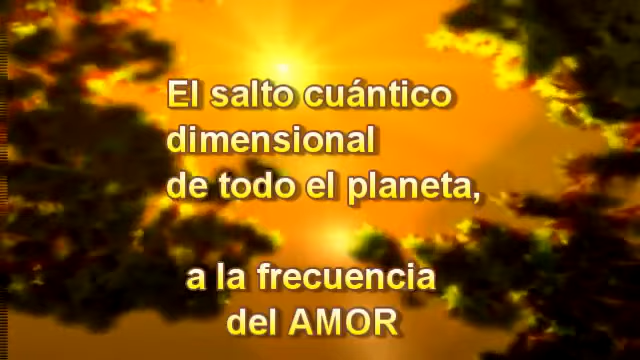 El salto cuántico
dimensional
de todo el planeta,
a la frecuencia
del AMOR